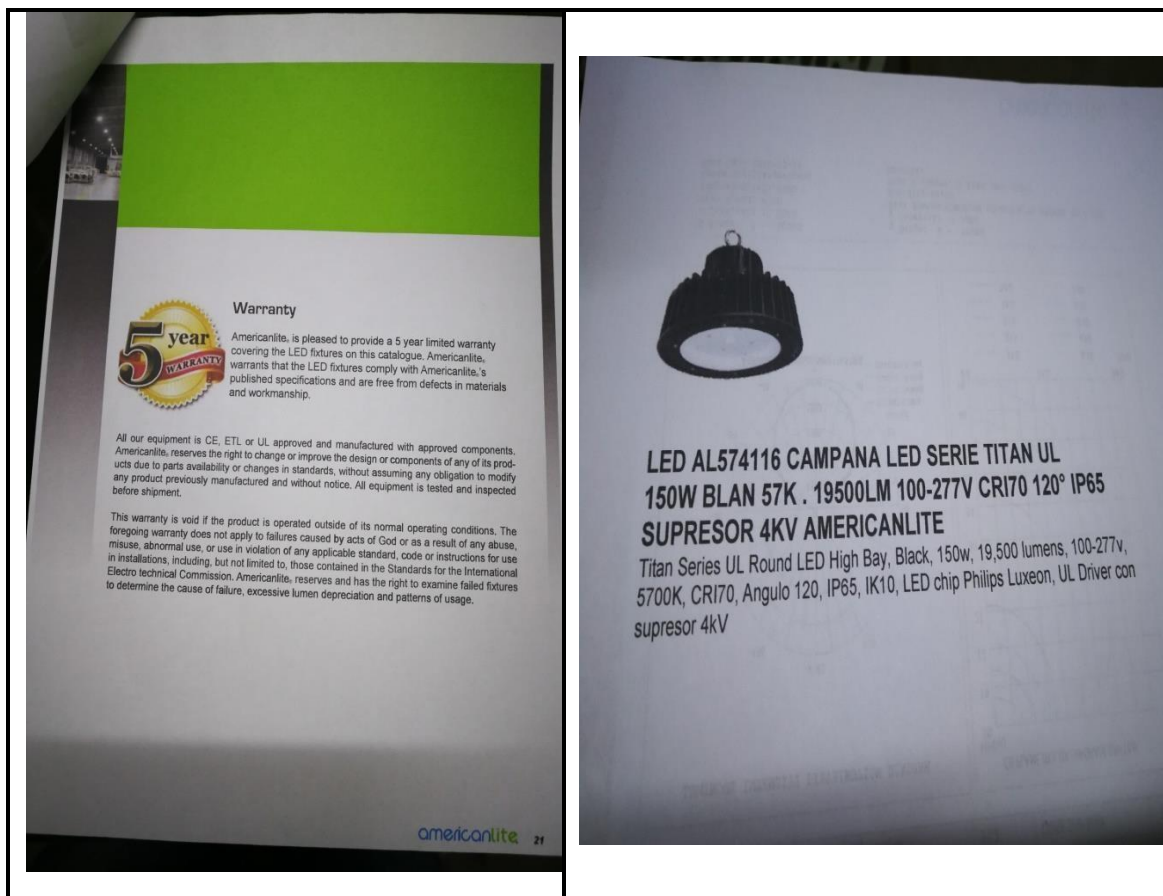 5 year
WARRANTY
Warranty
Americanlite, is pleased to provide a 5 year limited warranty
covering the LED fixtures on this catalogue. Americanlite,
warrants that the LED fixtures comply with Americanlite,'s
published specifications and are free from defects in materials
and workmanship.
All our equipment is CE, ETL or UL approved and manufactured with approved components.
Americanlite, reserves the right to change or improve the design or components of any of its prod-
ucts due to parts availability or changes in standards, without assuming any obligation to modify
any product previously manufactured and without notice. All equipment is tested and inspected
before shipment.
This warranty is void if the product is operated outside of its normal operating conditions. The
foregoing warranty does not apply to failures caused by acts of God or as a result of any abuse,
misuse, abnormal use, or use in violation of any applicable standard, code or instructions for use
in installations, including, but not limited to, those contained in the Standards for the International
Electro technical Commission. Americanlite, reserves and has the right to examine failed fixtures
to determine the cause of failure, excessive lumen depreciation and patterns of usage.
americanlite 21
LED AL574116 CAMPANA LED SERIE TITAN UL
150W BLAN 57K . 19500LM 100-277V CRI70 120° IP65
SUPRESOR 4KV AMERICANLITE
Titan Series UL Round LED High Bay, Black, 150w, 19,500 lumens, 100-277v,
5700K, CRI70, Angulo 120, IP65, IK10, LED chip Philips Luxeon, UL Driver con
supresor 4kV